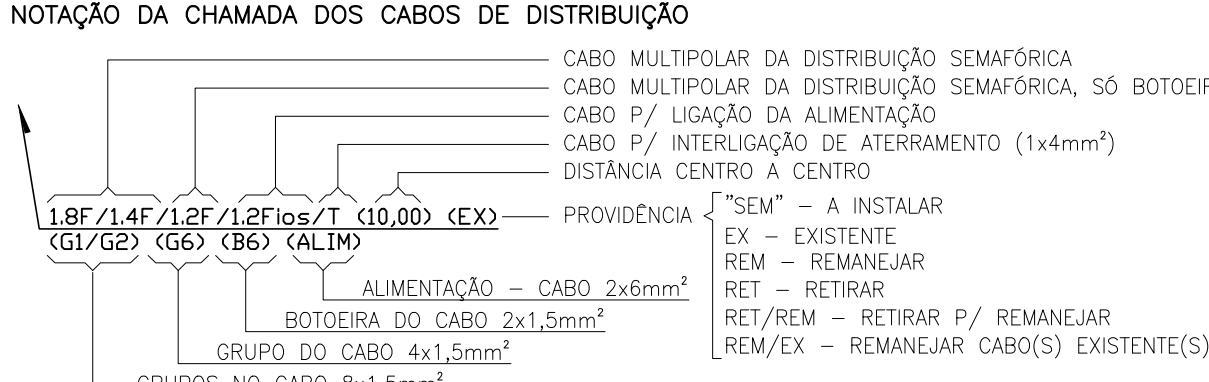 NOTAÇÃO DA CHAMADA DOS CABOS DE DISTRIBUIÇÃO
CABO MULTIPOLAR DA DISTRIBUIÇÃO SEMAFÓRICA
CABO MULTIPOLAR DA DISTRIBUIÇÃO SEMAFÓRICA, SÓ
CABO P/ LIGAÇÃO DA ALIMENTAÇÃO
CABO P/ INTERLIGAÇÃO DE ATERRAMENTO (1x4mm²)
DISTÂNCIA CENTRO A CENTRO
1.8F/1.4F/1.2F/1.2Fios/T (10,00) (EX)
(G1/G2) (G6) (B6) (ALIM)
PROVIDÊNCIA
"SEM" – A INSTALAR
EX – EXISTENTE
REM – REMANEJAR
RET – RETIRAR
RET/REM – RETIRAR P/ REMANEJAR
REM/EX – REMANEJAR CABO(S) EXISTENTE(S)
ALIMENTAÇÃO – CABO 2x6mm²
BOTOEIRA DO CABO 2x1,5mm²
GRUPO DO CABO 4x1,5mm²
GRUPOS NO CABO 8x1,5mm²